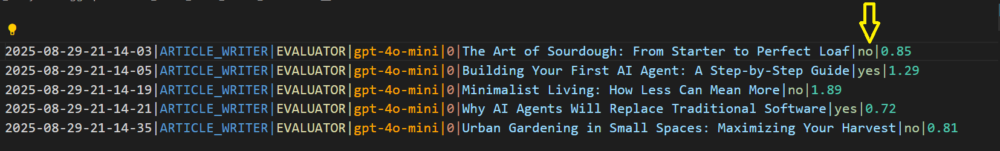 2025-08-29-21-14-03|ARTICLE_WRITER|EVALUATOR|gpt-4o-mini|0|The Art of Sourdough: From Starter to Perfect Loaf|no|0.85
2025-08-29-21-14-05|ARTICLE_WRITER|EVALUATOR|gpt-4o-mini|0|Building Your First AI Agent: A Step-by-Step Guide|yes|1.29
2025-08-29-21-14-19|ARTICLE_WRITER|EVALUATOR|gpt-4o-mini|0|Minimalist Living: How Less Can Mean More|no|1.89
2025-08-29-21-14-21|ARTICLE_WRITER|EVALUATOR|gpt-4o-mini|0|Why AI Agents Will Replace Traditional Software|yes|0.72
2025-08-29-21-14-35|ARTICLE_WRITER|EVALUATOR|gpt-4o-mini|0|Urban Gardening in Small Spaces: Maximizing Your Harvest|no|0.81